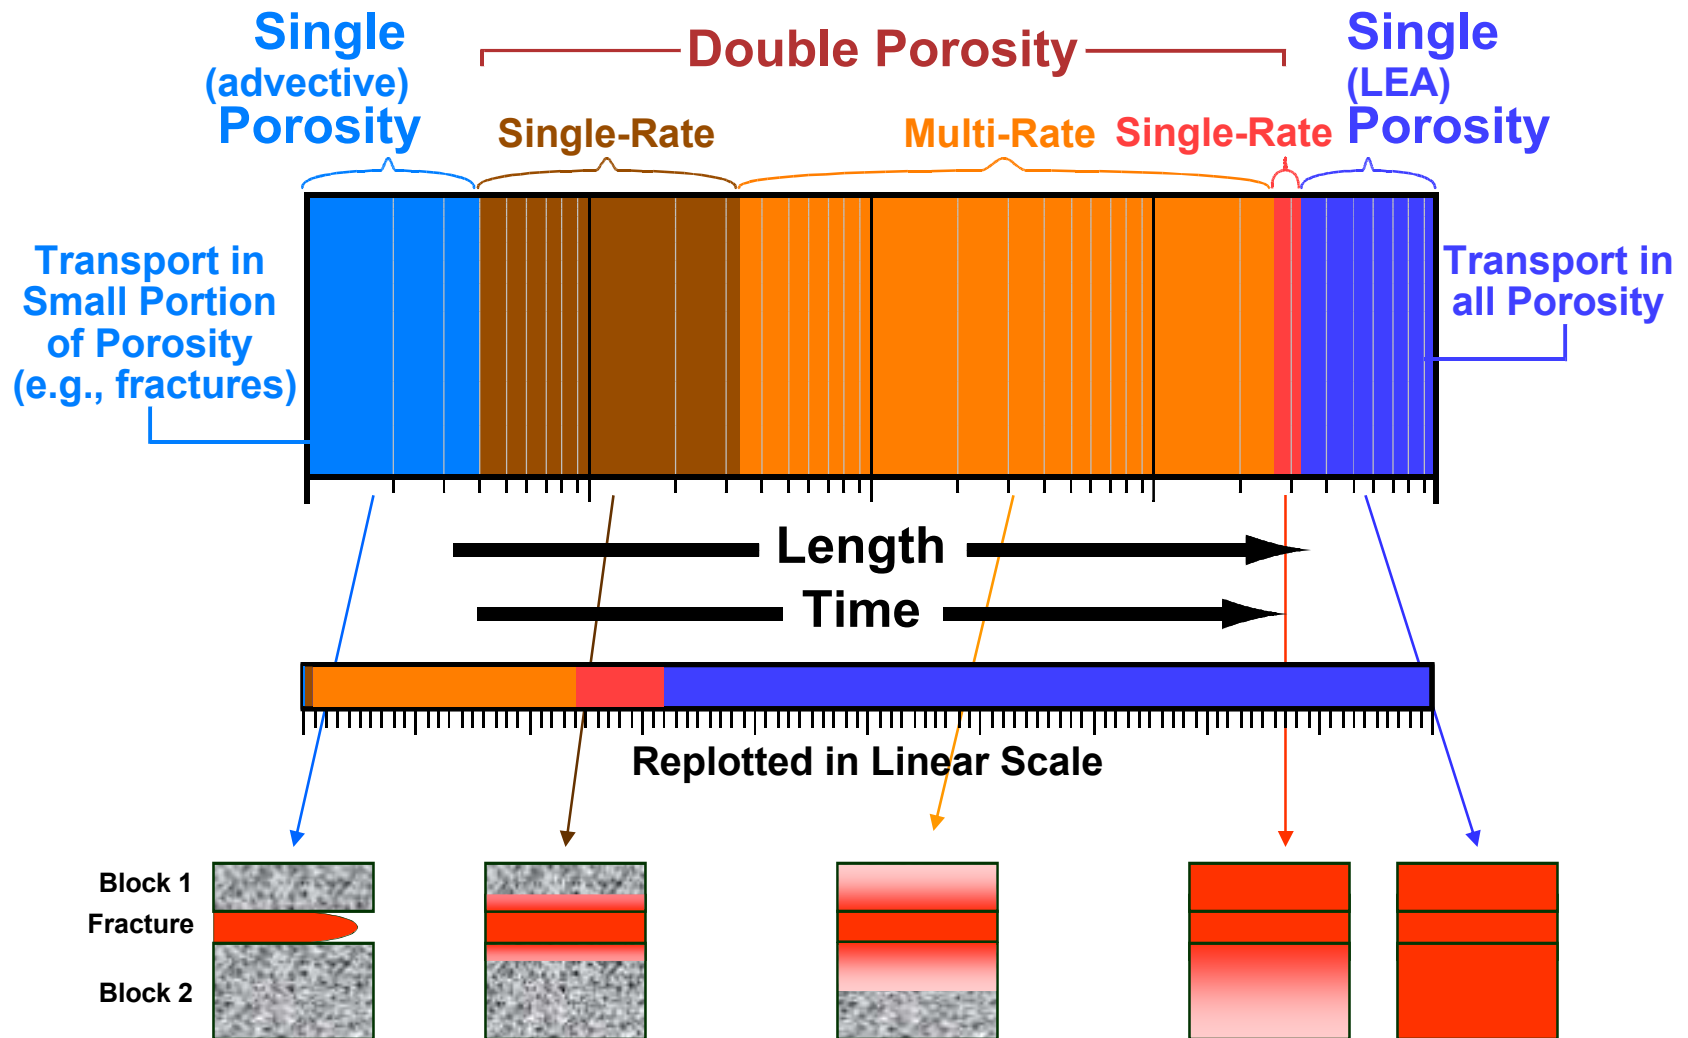 Single
(advective)
Porosity
Double Porosity
Single
(LEA)
Porosity
Single-Rate
Multi-Rate
Single-Rate
Transport in
Small Portion
of Porosity
(e.g., fractures)
Transport in
all Porosity
Length
Time
Replotted in Linear Scale
Block 1
Fracture
Block 2